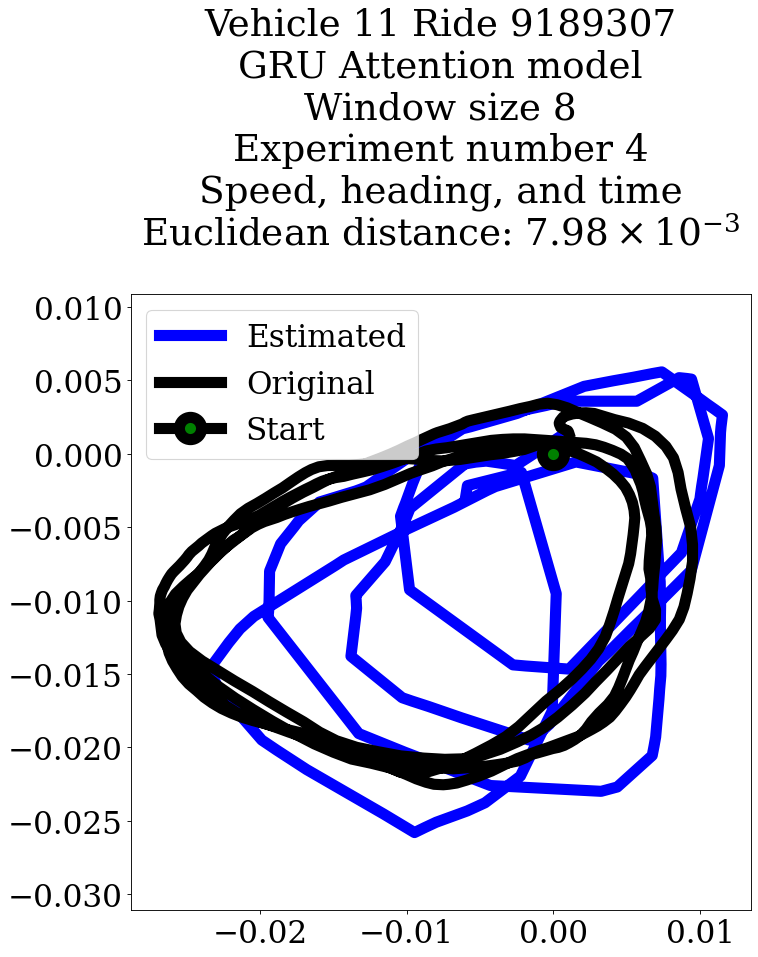 Vehicle 11 Ride 9189307
GRU Attention model
Window size 8
Experiment number 4
Speed, heading, and time
Euclidean distance: 7.98 × 10⁻³
0.010
0.005
0.000
−0.005
−0.010
−0.015
−0.020
−0.025
−0.030
Estimated
Original
Start
−0.02 −0.01 0.00 0.01